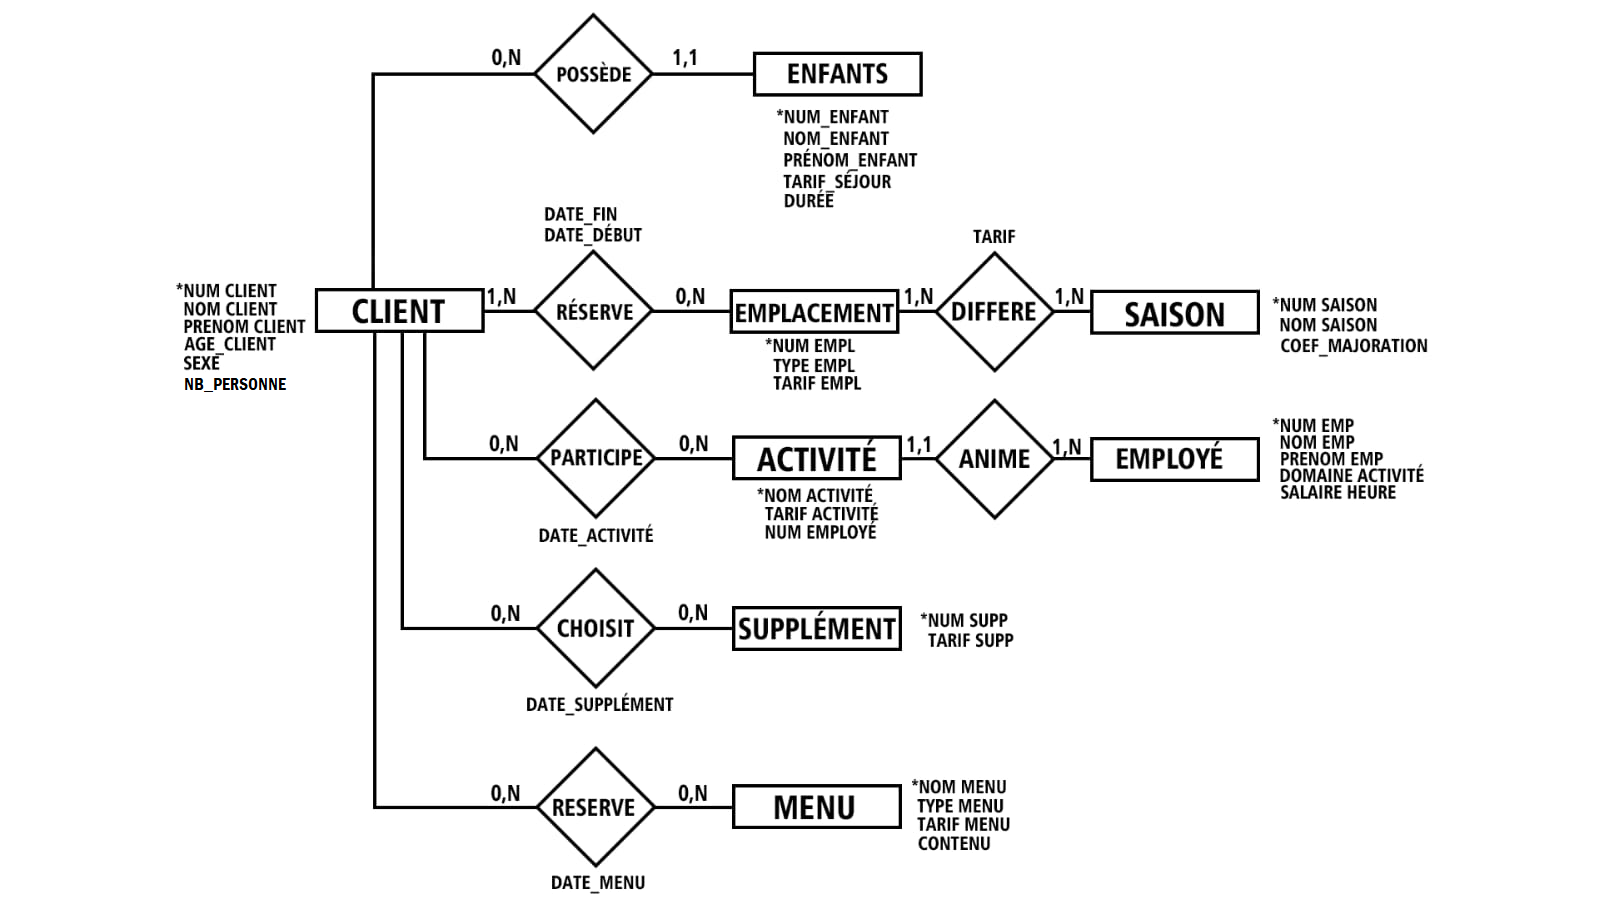 0,N
POSSÈDE
1,1
ENFANTS
*NUM_ENFANT
NOM_ENFANT
PRÉNOM_ENFANT
TARIF_SÉJOUR
DURÉE
*NUM CLIENT
NOM CLIENT
PRENOM CLIENT
AGE_CLIENT
SEXE
NB_PERSONNE
CLIENT
1,N
DATE_FIN
DATE_DÉBUT
RÉSERVE
0,N
EMPLACEMENT
*NUM EMPL
TYPE EMPL
TARIF EMPL
1,N
TARIF
DIFFERE
1,N
SAISON
*NUM SAISON
NOM SAISON
COEF_MAJORATION
0,N
PARTICIPE
DATE_ACTIVITÉ
0,N
ACTIVITÉ
*NOM ACTIVITÉ
TARIF ACTIVITÉ
NUM EMPLOYÉ
1,1
ANIME
1,N
EMPLOYÉ
*NUM EMP
NOM EMP
PRENOM EMP
DOMAINE ACTIVITÉ
SALAIRE HEURE
0,N
CHOISIT
DATE_SUPPLÉMENT
0,N
SUPPLÉMENT
*NUM SUPP
TARIF SUPP
0,N
RESERVE
DATE_MENU
0,N
MENU
*NOM MENU
TYPE MENU
TARIF MENU
CONTENU